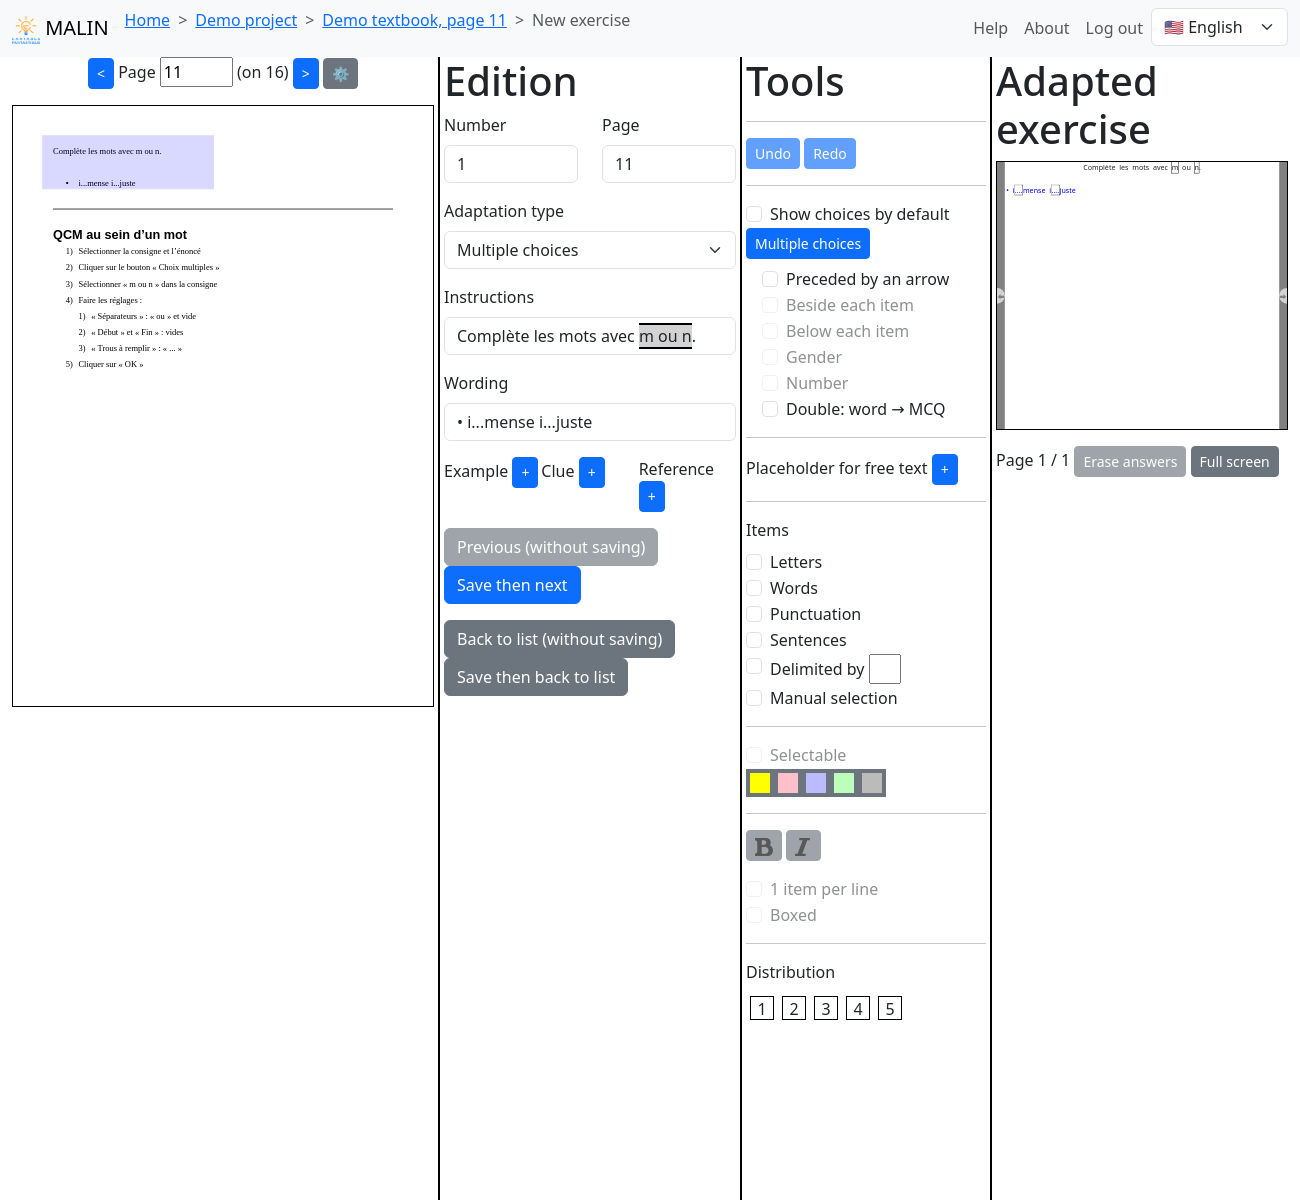 MALIN
Home > Demo project > Demo textbook, page 11 > New exercise
Help About Log out 🇺🇸 English
< Page 11 (on 16) > ⚙️
Complète les mots avec m ou n.
• i...mense i...juste
QCM au sein d’un mot
1) Sélectionner la consigne et l’énoncé
2) Cliquer sur le bouton « Choix multiples »
3) Sélectionner « m ou n » dans la consigne
4) Faire les réglages :
1) « Séparateurs » : « ou » et vide
2) « Début » et « Fin » : vides
3) « Trous à remplir » : « ... »
5) Cliquer sur « OK »
Edition
Number Page
1 11
Adaptation type
Multiple choices
Instructions
Complète les mots avec m ou n.
Wording
• i...mense i...juste
Example + Clue + Reference
+
Previous (without saving)
Save then next
Back to list (without saving)
Save then back to list
Tools
Undo Redo
Show choices by default
Multiple choices
Preceded by an arrow
Beside each item
Below each item
Gender
Number
Double: word → MCQ
Placeholder for free text +
Items
Letters
Words
Punctuation
Sentences
Delimited by
Manual selection
Selectable
B I
1 item per line
Boxed
Distribution
1 2 3 4 5
Adapted
exercise
Complète les mots avec m ou n.
• i...mense i...juste
Page 1 / 1 Erase answers Full screen